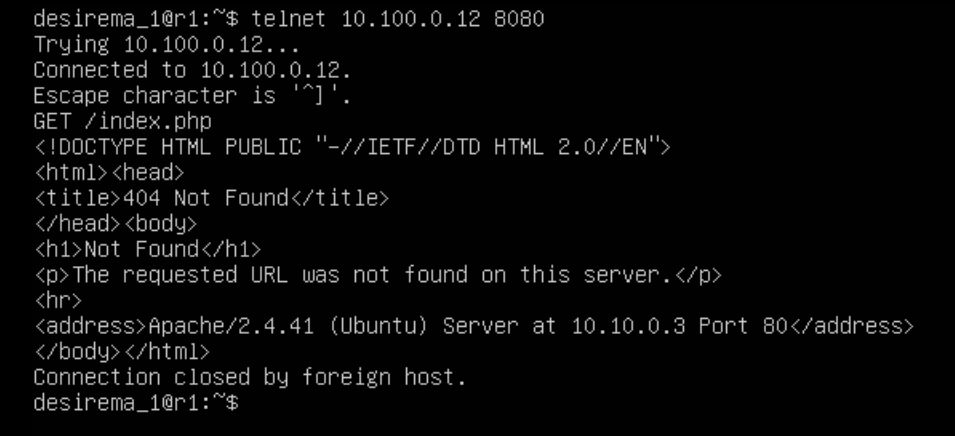 desirema_1@r1:~$ telnet 10.100.0.12 8080
Trying 10.100.0.12...
Connected to 10.100.0.12.
Escape character is '^]'.
GET /index.php
<!DOCTYPE HTML PUBLIC "-//IETF//DTD HTML 2.0//EN">
<html><head>
<title>404 Not Found</title>
</head><body>
<h1>Not Found</h1>
<p>The requested URL was not found on this server.</p>
<hr>
<address>Apache/2.4.41 (Ubuntu) Server at 10.10.0.3 Port 80</address>
</body></html>
Connection closed by foreign host.
desirema_1@r1:~$